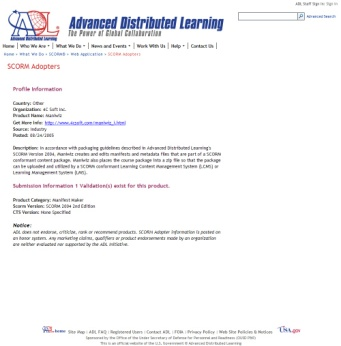 ADL_Staff Sign In: Sign In
ADL
Advanced Distributed Learning
Advanced Distributed Learning
The Power of Global Collaboration
Advanced Search
Home | Who We Are | What We Do | News and Events | Work With Us | Help | Contact Us |
Home > What We Do > SCORM® > Web Application > SCORM Adopters
SCORM Adopters
Profile Information
Country: Other
Organization: 4C Soft Inc.
Product Name: Maniwiz
Get More Info: http://www.4csoft.com/maniwiz_1.html
Source: Industry
Posted: 08/24/2005
Description: In accordance with packaging guidelines described in Advanced Distributed Learning's
SCORM Version 2004, Maniwiz creates and edits manifests and metadata files that are part of a SCORM
conformant content package. Maniwiz also places the course package into a zip file so that the package
can be uploaded and utilized by a SCORM conformant Learning Content Management System (LCMS) or
Learning Management System (LMS).
Submission Information 1 Validation(s) exist for this product.
Product Category: Manifest Maker
Scorm Version: SCORM 2004 2nd Edition
CTS Version: None Specified
Notice:
ADL does not endorse, criticize, rank or recommend products. SCORM Adopter information is posted on
an honor system. Any marketing claims, qualifiers or product endorsements made by an organization
are neither evaluated nor supported by the ADL Initiative.
Site Map | ADL FAQ | Registered Users | Contact ADL | FOIA | Privacy Policy | Web Site Policies & Notices
USA.gov
Sponsored by the Office of the Under Secretary of Defense for Personnel and Readiness (OUSD P&R)
This is an official website of the U.S. Government © Advanced Distributed Learning